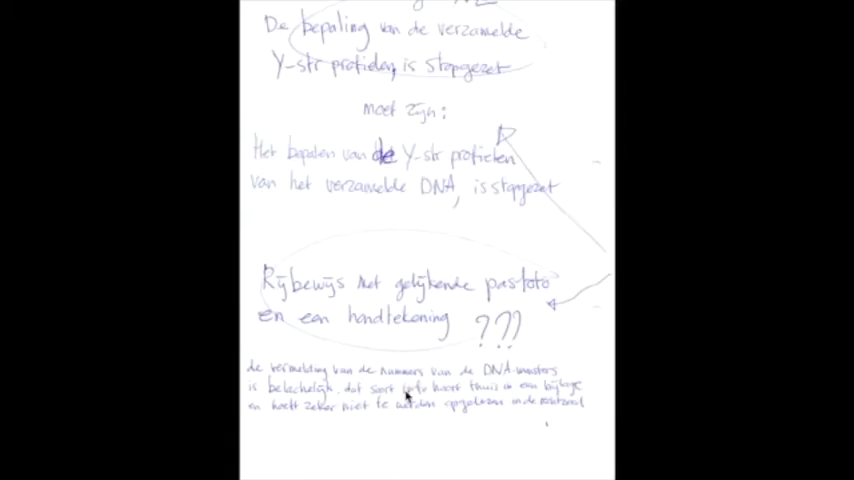 De bepaling van de verzamelde
Y-str profielen, is stopgezet
moet zijn:
Het bepalen van de Y-str profielen
van het verzamelde DNA, is stopgezet
Rijbewijs met gelijkende pasfoto
en een handtekening ???
de vermelding van de nummers van de DNA-monsters
is belachelijk, dat soort info hoort thuis in een bijlage
en hoeft zeker niet te worden opgelezen in de rechtzaal